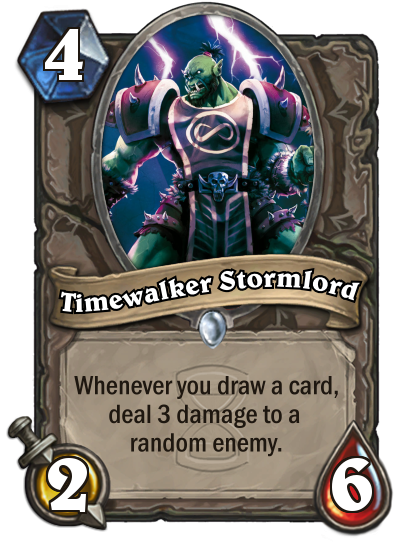 4
Timewalker Stormlord
Whenever you draw a card,
deal 3 damage to a
random enemy.
2
6